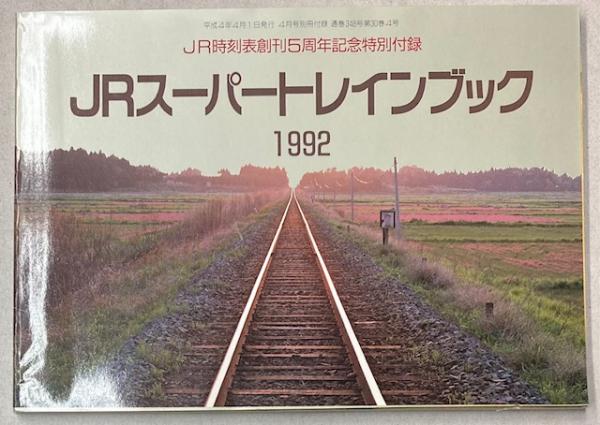 平成4年4月1日発行 4月号別冊付録 通巻348号第30巻4号
JR時刻表創刊5周年記念特別付録
JRスーパートレインブック
1992